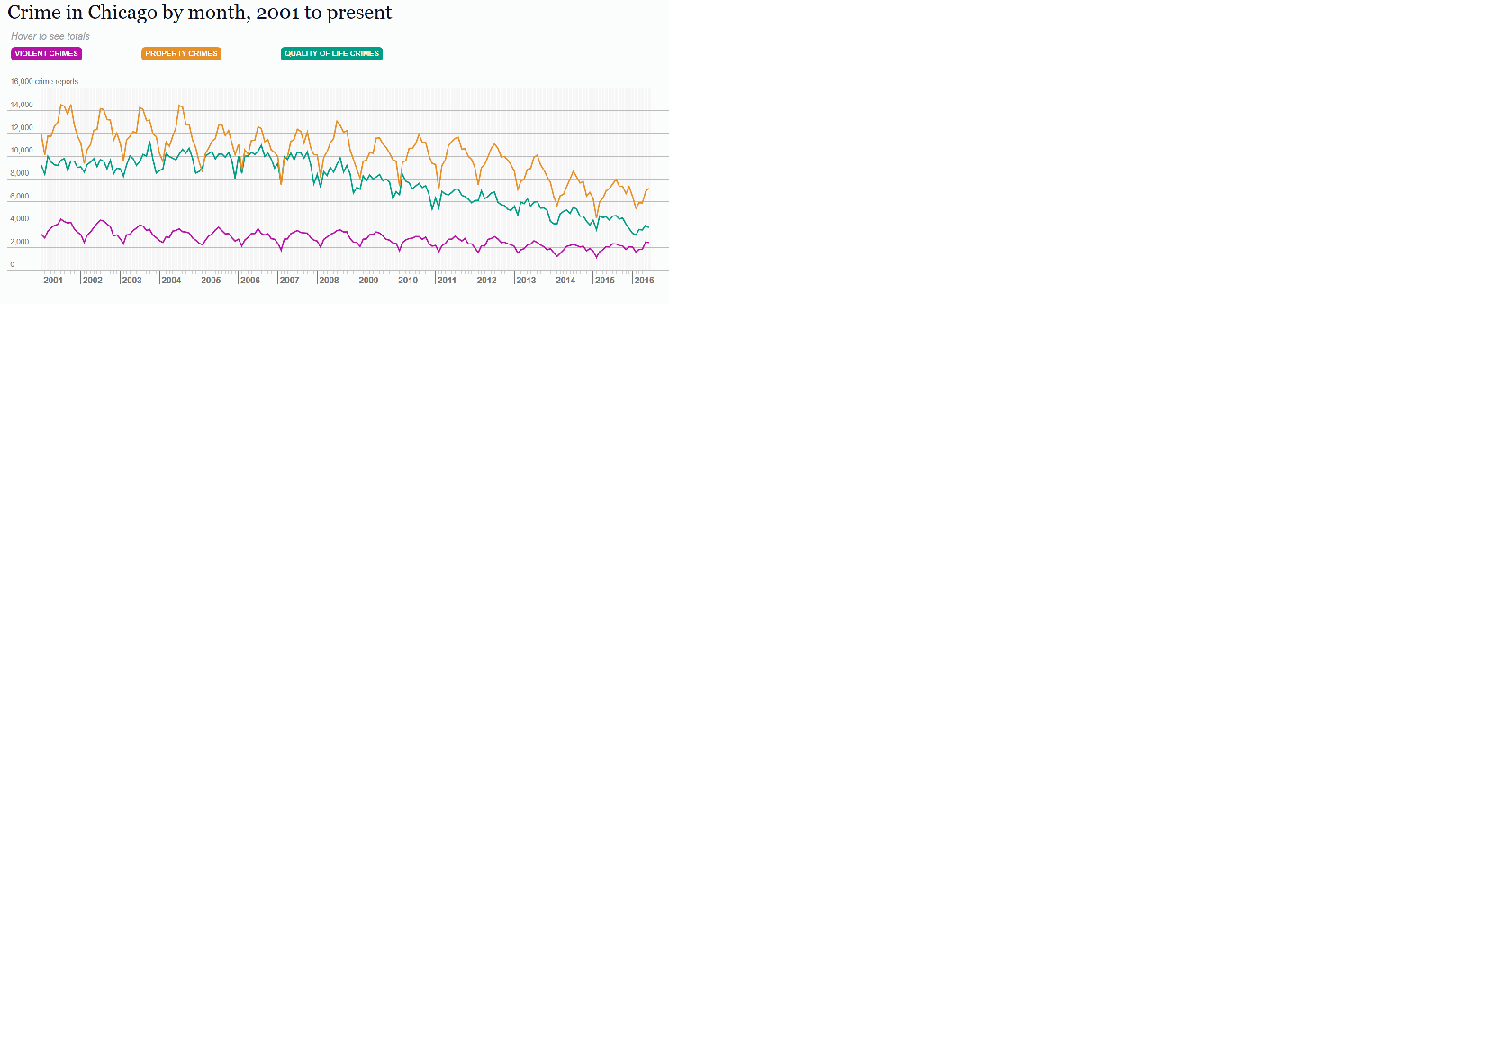 Crime in Chicago by month, 2001 to present
Hover to see totals
VIOLENT CRIMES PROPERTY CRIMES QUALITY OF LIFE CRIMES
16,000 crime reports
14,000
12,000
10,000
8,000
6,000
4,000
2,000
0
2001 2002 2003 2004 2005 2006 2007 2008 2009 2010 2011 2012 2013 2014 2015 2016